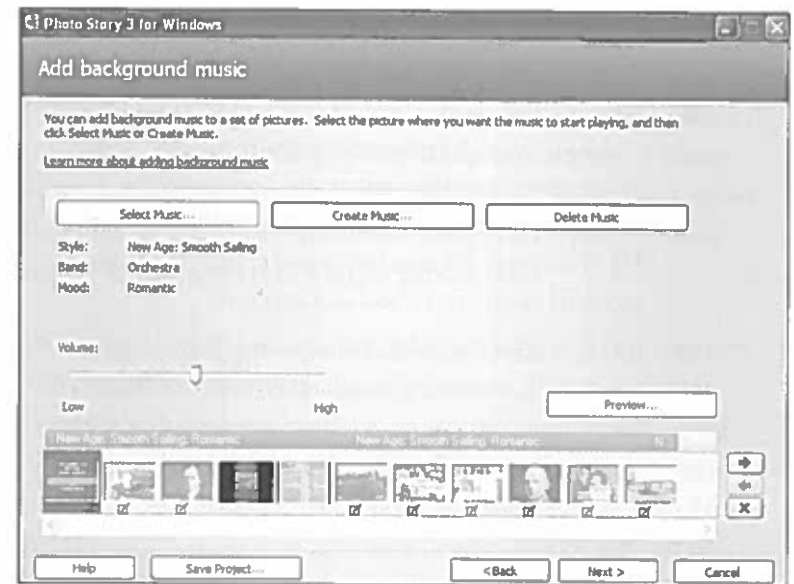 Photo Story 3 for Windows
Add background music
You can add background music to a set of pictures. Select the picture where you want the music to start playing, and then
click Select Music or Create Music.
Learn more about adding background music
Select Music...
Create Music...
Delete Music
Style: New Age: Smooth Sailing
Band: Orchestra
Mood: Romantic
Volume:
Low
High
Preview...
New Age: Smooth Sailing, Romantic
New Age: Smooth Sailing, Romantic
N
Help
Save Project...
<Back
Next >
Cancel